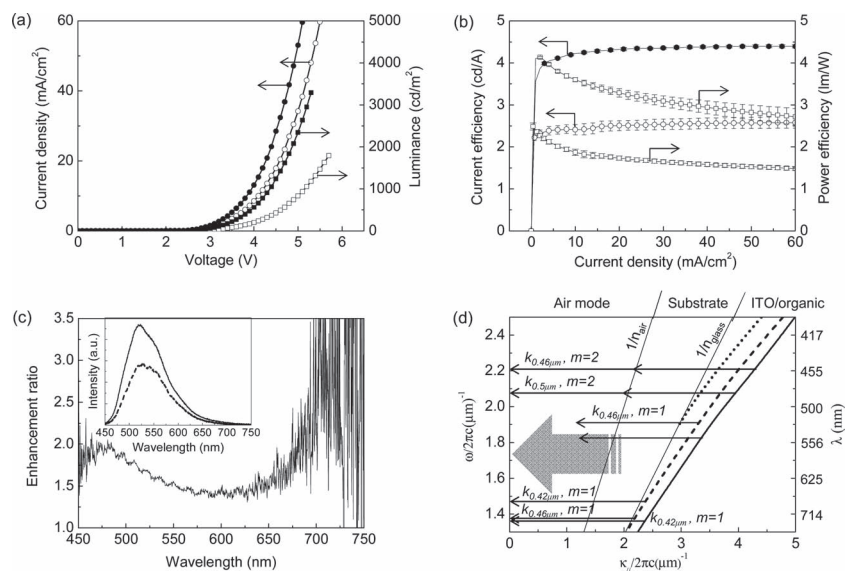 (a)
60
40
20
0
Current density (mA/cm²)
5000
4000
3000
2000
1000
0
Luminance (cd/m²)
0 1 2 3 4 5 6
Voltage (V)
(b)
5
4
3
2
1
0
Current efficiency (cd/A)
5
4
3
2
1
0
Power efficiency (lm/W)
0 10 20 30 40 50 60
Current density (mA/cm²)
(c)
3.5
3.0
2.5
2.0
1.5
1.0
Enhancement ratio
Intensity (a.u.)
450 500 550 600 650 700 750
Wavelength (nm)
450 500 550 600 650 700 750
Wavelength (nm)
(d)
Air mode Substrate ITO/organic
1/n_air
1/n_glass
2.4
2.2
2.0
1.8
1.6
1.4
ω/2πc(μm)⁻¹
k_0.46μm, m=2
k_0.5μm, m=2
k_0.46μm, m=1
k_0.42μm, m=1
k_0.46μm, m=1
k_0.42μm, m=1
417
455
500
556
625
714
λ (nm)
0 1 2 3 4 5
κ_//2πc(μm)⁻¹